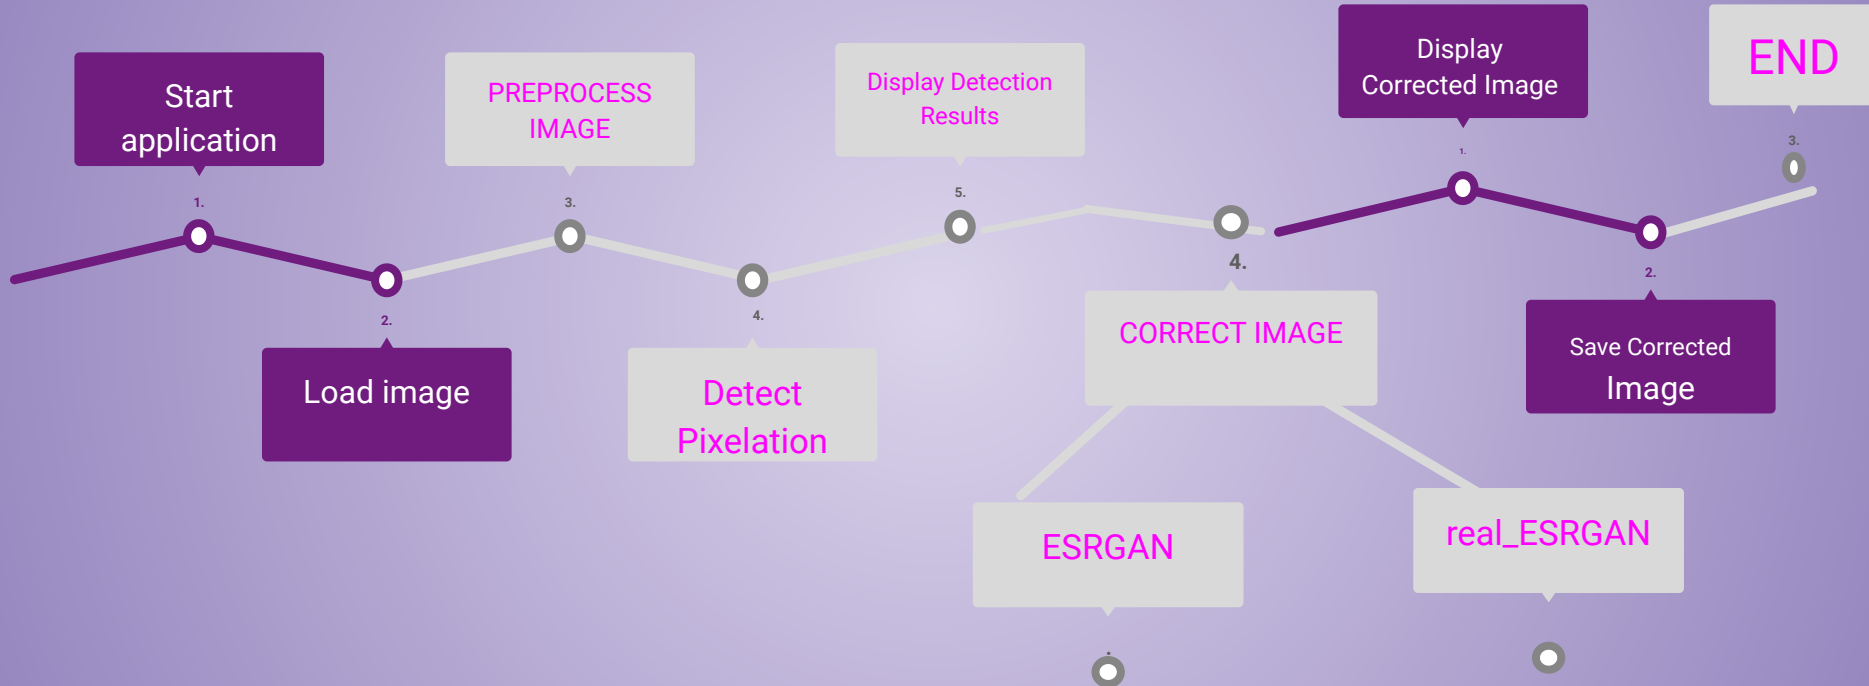 Start
application
1.
2.
Load image
PREPROCESS
IMAGE
3.
4.
Detect
Pixelation
Display Detection
Results
5.
4.
CORRECT IMAGE
ESRGAN
real_ESRGAN
Display
Corrected Image
1.
2.
Save Corrected
Image
END
3.